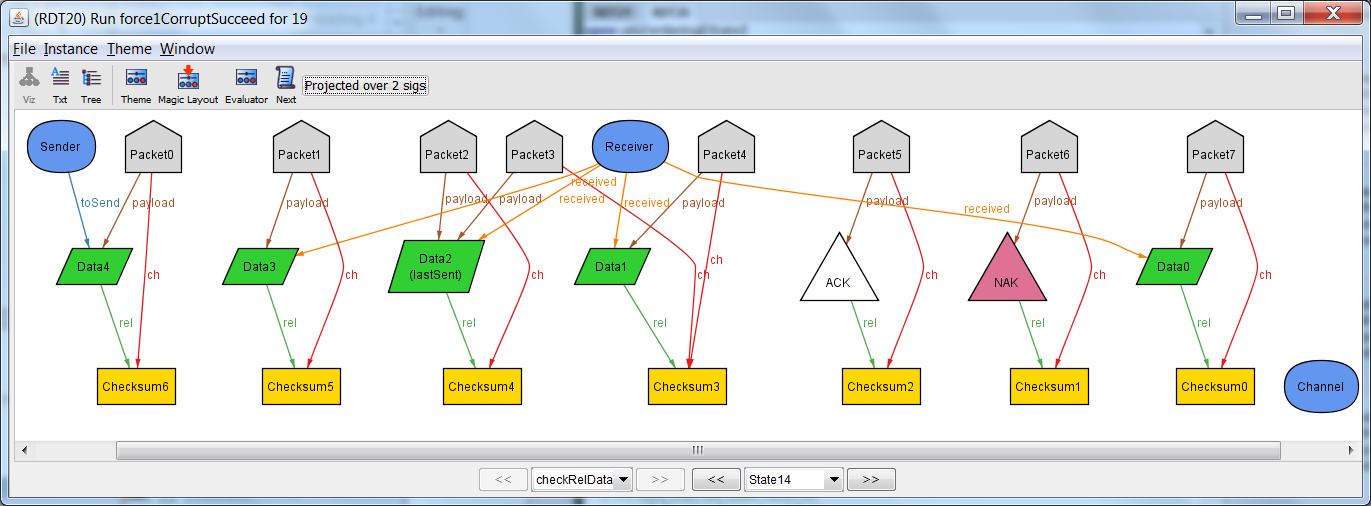 (RDT20) Run force1CorruptSucceed for 19
File Instance Theme Window
Viz Txt Tree Theme Magic Layout Evaluator Next Projected over 2 sigs
Sender Packet0 Packet1 Packet2 Packet3 Receiver Packet4 Packet5 Packet6 Packet7
received
toSend payload payload payload payload received received payload payload payload received payload
Data4 Data3 Data2 Data1 ACK NAK Data0
(lastSent)
ch ch ch ch ch ch ch ch
rel rel rel rel rel rel rel
Checksum6 Checksum5 Checksum4 Checksum3 Checksum2 Checksum1 Checksum0 Channel
<< checkRelData >> << State14 >>